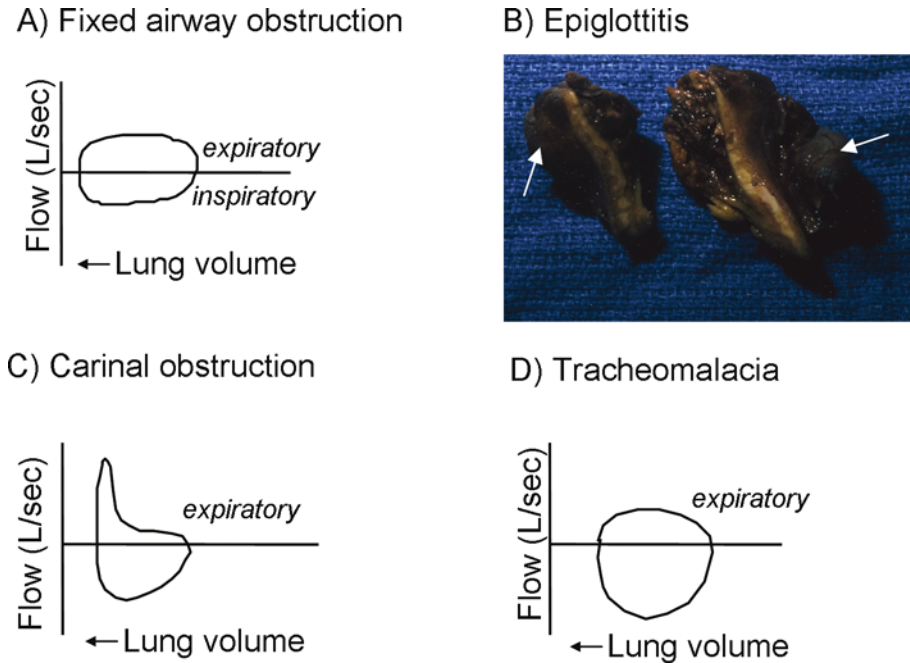 A) Fixed airway obstruction
B) Epiglottitis
Flow (L/sec)
expiratory
inspiratory
← Lung volume
C) Carinal obstruction
D) Tracheomalacia
Flow (L/sec)
expiratory
← Lung volume
Flow (L/sec)
expiratory
← Lung volume